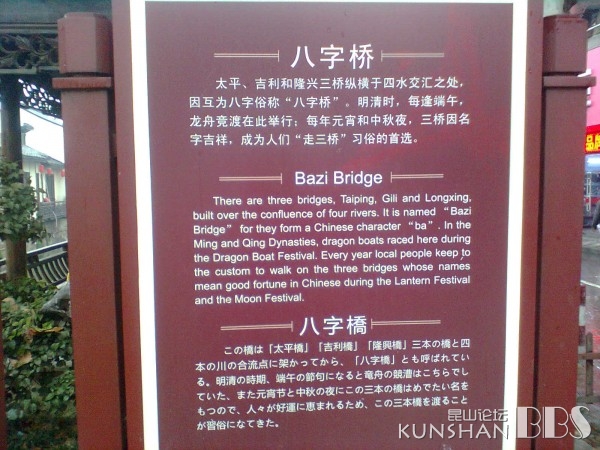 八字桥
太平、吉利和隆兴三桥纵横于四水交汇之处，
因互为八字俗称“八字桥”。明清时，每逢端午，
龙舟竞渡在此举行；每年元宵和中秋夜，三桥因名
字吉祥，成为人们“走三桥”习俗的首选。
Bazi Bridge
There are three bridges, Taiping, Gili and Longxing,
built over the confluence of four rivers. It is named “Bazi
Bridge” for they form a Chinese character “ba”. In the
Ming and Qing Dynasties, dragon boats raced here during
the Dragon Boat Festival. Every year local people keep to
the custom to walk on the three bridges whose names
mean good fortune in Chinese during the Lantern Festival
and the Moon Festival.
八字橋
この橋は「太平橋」「吉利橋」「隆興橋」三本の橋と四
本の川の合流点に架かってから、「八字橋」とも呼ばれてい
る。明清の時期、端午の節句になると竜舟の競漕はこちらでし
ていた、また元宵节と中秋の夜にこの三本の橋はめでたい名を
もつので、人々が好運に恵まれるため、この三本橋を渡ること
が習俗になてきた。
昆山论坛
KUNSHAN BBS